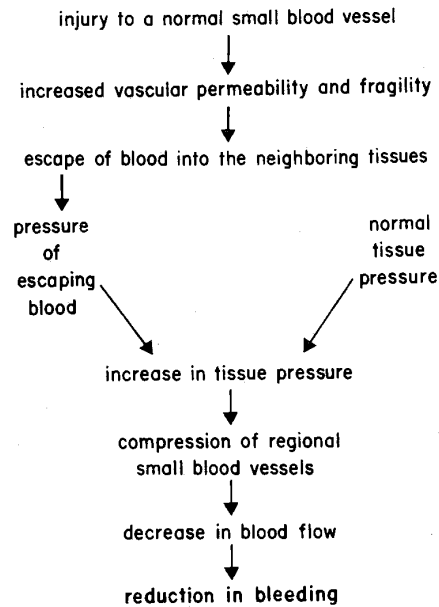 injury to a normal small blood vessel
increased vascular permeability and fragility
escape of blood into the neighboring tissues
pressure
of
escaping
blood
normal
tissue
pressure
increase in tissue pressure
compression of regional
small blood vessels
decrease in blood flow
reduction in bleeding